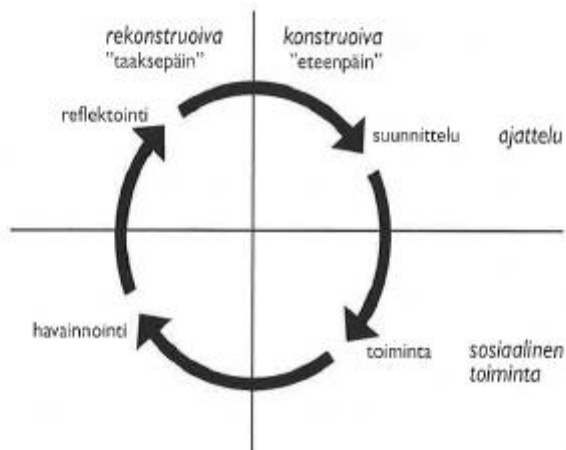 rekonstruoiva
"taaksepäin"
konstruoiva
"eteenpäin"
reflektointi
suunnittelu
ajattelu
havainnointi
toiminta
sosiaalinen
toiminta